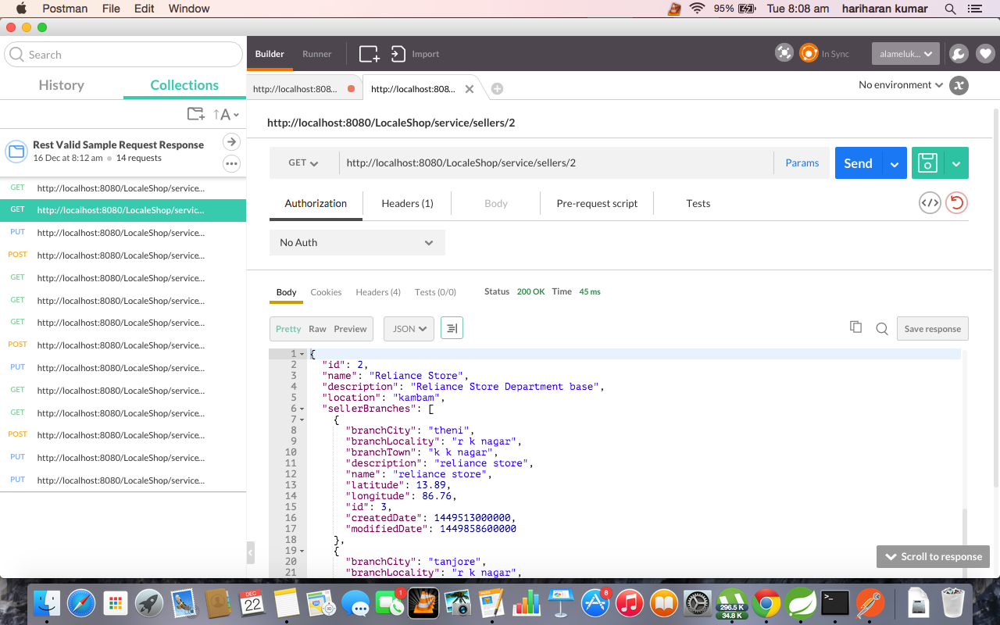 Postman File Edit Window 95% Tue 8:08 am hariharan kumar
Search
Builder Runner Import In Sync alameluk...
History Collections
http://localhost:808... http://localhost:808... No environment
A
http://localhost:8080/LocaleShop/service/sellers/2
Rest Valid Sample Request Response
16 Dec at 8:12 am 14 requests
GET http://localhost:8080/LocaleShop/service/sellers/2 Params Send
GET http://localhost:8080/LocaleShop/service...
GET http://localhost:8080/LocaleShop/servic...
PUT http://localhost:8080/LocaleShop/service...
POST http://localhost:8080/LocaleShop/service...
GET http://localhost:8080/LocaleShop/service...
GET http://localhost:8080/LocaleShop/service...
GET http://localhost:8080/LocaleShop/service...
POST http://localhost:8080/LocaleShop/service...
PUT http://localhost:8080/LocaleShop/service...
GET http://localhost:8080/LocaleShop/service...
GET http://localhost:8080/LocaleShop/service...
POST http://localhost:8080/LocaleShop/service...
PUT http://localhost:8080/LocaleShop/service...
PUT http://localhost:8080/LocaleShop/service...
Authorization Headers (1) Body Pre-request script Tests
No Auth
Body Cookies Headers (4) Tests (0/0) Status 200 OK Time 45 ms
Pretty Raw Preview JSON Save response
1 {
2 "id": 2,
3 "name": "Reliance Store",
4 "description": "Reliance Store Department base",
5 "location": "kambam",
6 "sellerBranches": [
7 {
8 "branchCity": "theni",
9 "branchLocality": "r k nagar",
10 "branchTown": "k k nagar",
11 "description": "reliance store",
12 "name": "reliance store",
13 "latitude": 13.89,
14 "longitude": 86.76,
15 "id": 3,
16 "createdDate": 1449513000000,
17 "modifiedDate": 1449858600000
18 },
19 {
20 "branchCity": "tanjore",
21 "branchLocality": "r k nagar",
Scroll to response
DEC
22
1
8
296.5 K
34.8 K